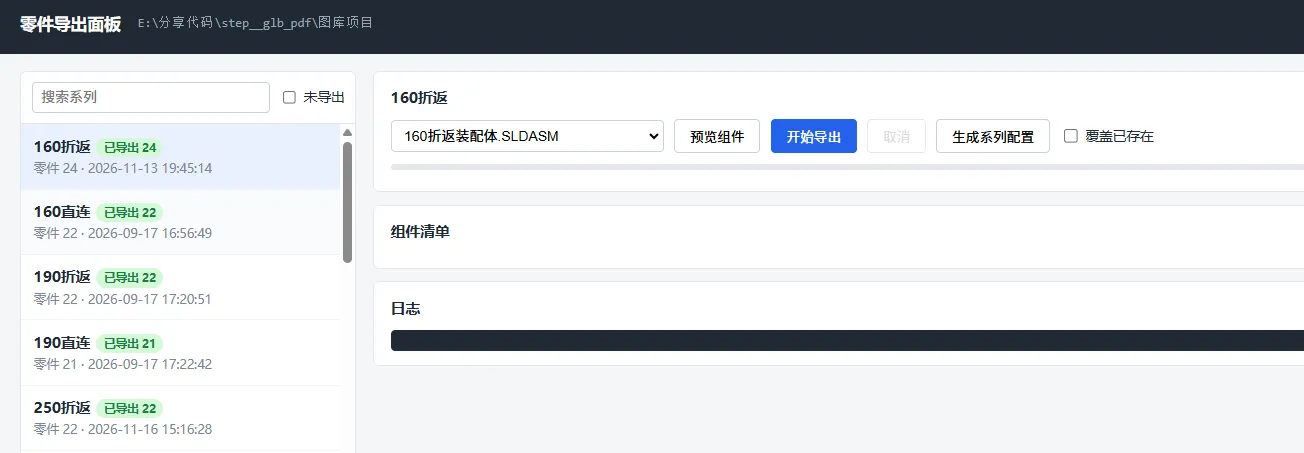 零件导出面板 E:\分享代码\step__glb_pdf\图库项目
搜索系列 未导出
160折返 已导出 24
零件 24 · 2026-11-13 19:45:14
160直连 已导出 22
零件 22 · 2026-09-17 16:56:49
190折返 已导出 22
零件 22 · 2026-09-17 17:20:51
190直连 已导出 21
零件 21 · 2026-09-17 17:22:42
250折返 已导出 22
零件 22 · 2026-11-16 15:16:28
160折返
160折返装配体.SLDASM 预览组件 开始导出 取消 生成系列配置 覆盖已存在
组件清单
日志